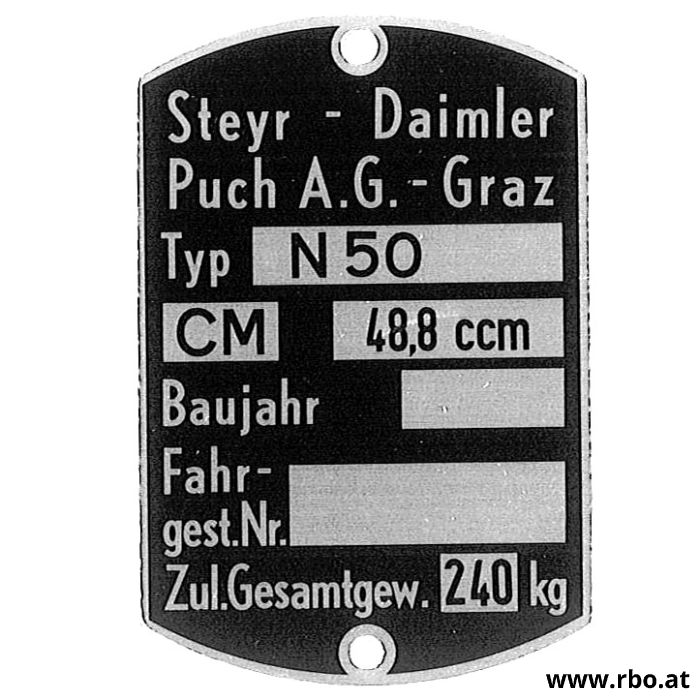 Steyr - Daimler
Puch A.G. - Graz
Typ N 50
CM 48,8 ccm
Baujahr
Fahr-
gest.Nr.
Zul.Gesamtgew. 240 kg
www.rbo.at